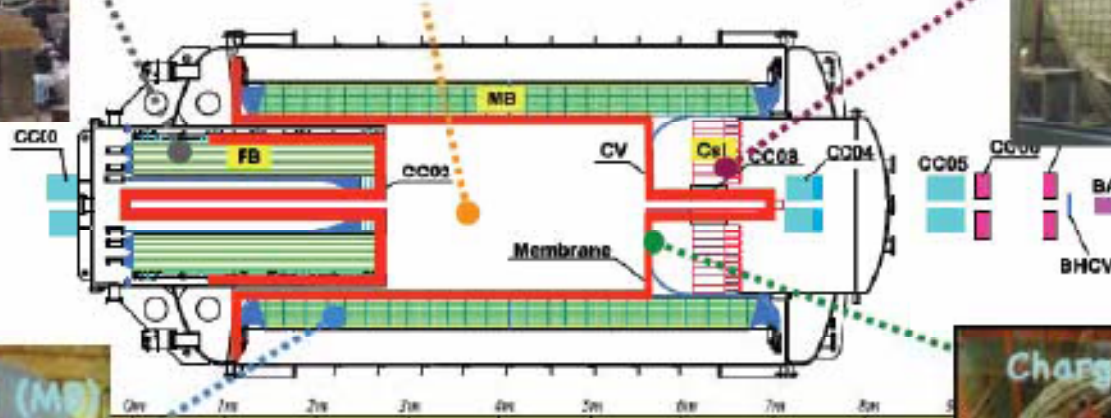 MB
CC00
FB
CV
CsI
CC03
CC04
CC05
CC02
Membrane
BHCV
BA
Charg
(MB)
0m 1m 2m 3m 4m 5m 6m 7m 8m